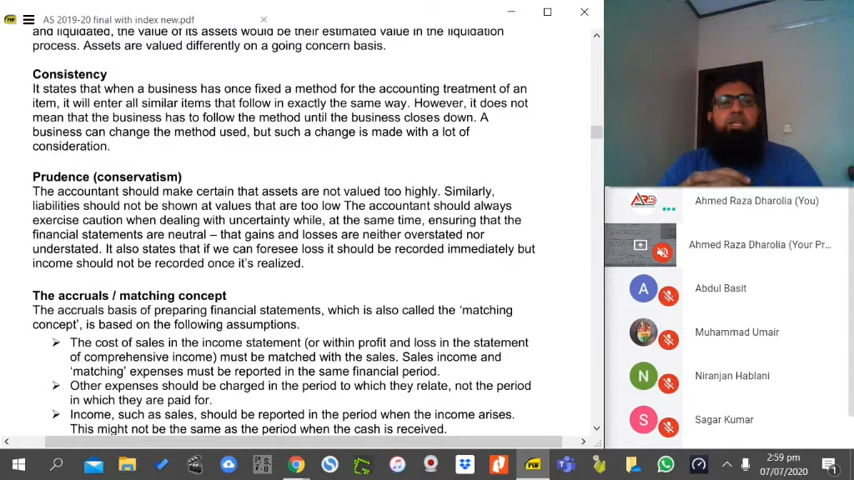 AS 2019-20 final with index new.pdf
and liquidated, the value of its assets would be their estimated value in the liquidation
process. Assets are valued differently on a going concern basis.
Consistency
It states that when a business has once fixed a method for the accounting treatment of an
item, it will enter all similar items that follow in exactly the same way. However, it does not
mean that the business has to follow the method until the business closes down. A
business can change the method used, but such a change is made with a lot of
consideration.
Prudence (conservatism)
The accountant should make certain that assets are not valued too highly. Similarly,
liabilities should not be shown at values that are too low The accountant should always
exercise caution when dealing with uncertainty while, at the same time, ensuring that the
financial statements are neutral – that gains and losses are neither overstated nor
understated. It also states that if we can foresee loss it should be recorded immediately but
income should not be recorded once it's realized.
The accruals / matching concept
The accruals basis of preparing financial statements, which is also called the 'matching
concept', is based on the following assumptions.
The cost of sales in the income statement (or within profit and loss in the statement
of comprehensive income) must be matched with the sales. Sales income and
'matching' expenses must be reported in the same financial period.
Other expenses should be charged in the period to which they relate, not the period
in which they are paid for.
Income, such as sales, should be reported in the period when the income arises.
This might not be the same as the period when the cash is received.
ARD
Ahmed Raza Dharolia (You)
Ahmed Raza Dharolia (Your Pr...
A
Abdul Basit
Muhammad Umair
N
Niranjan Hablani
S
Sagar Kumar
2:59 pm
07/07/2020